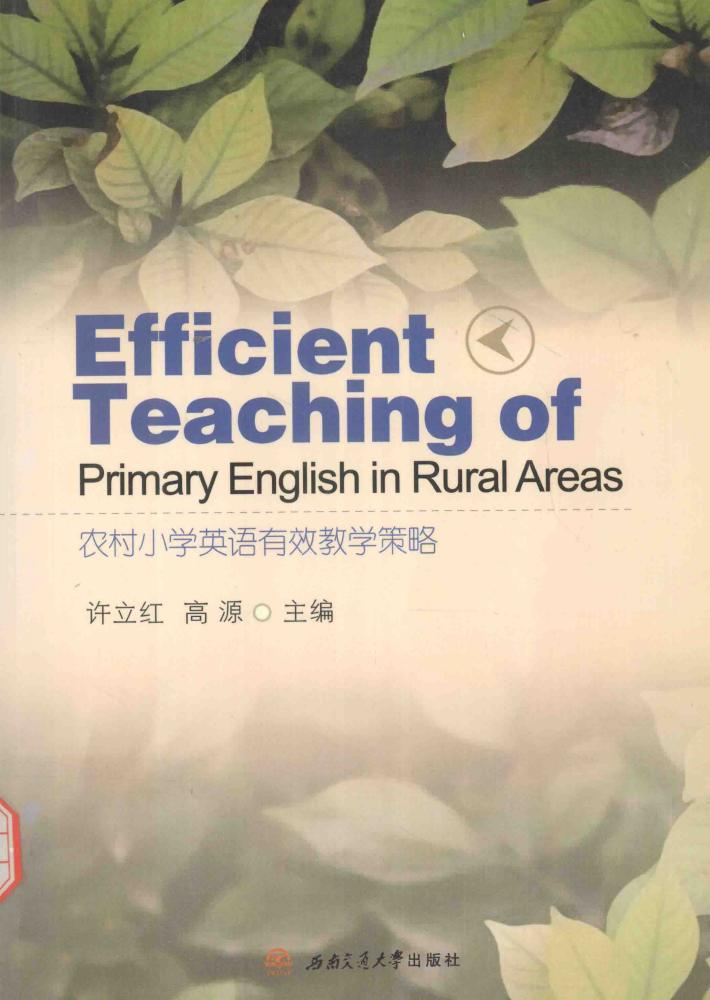 Efficient
Teaching of
Primary English in Rural Areas
农村小学英语有效教学策略
许立红 高源 主编
西南交通大学出版社